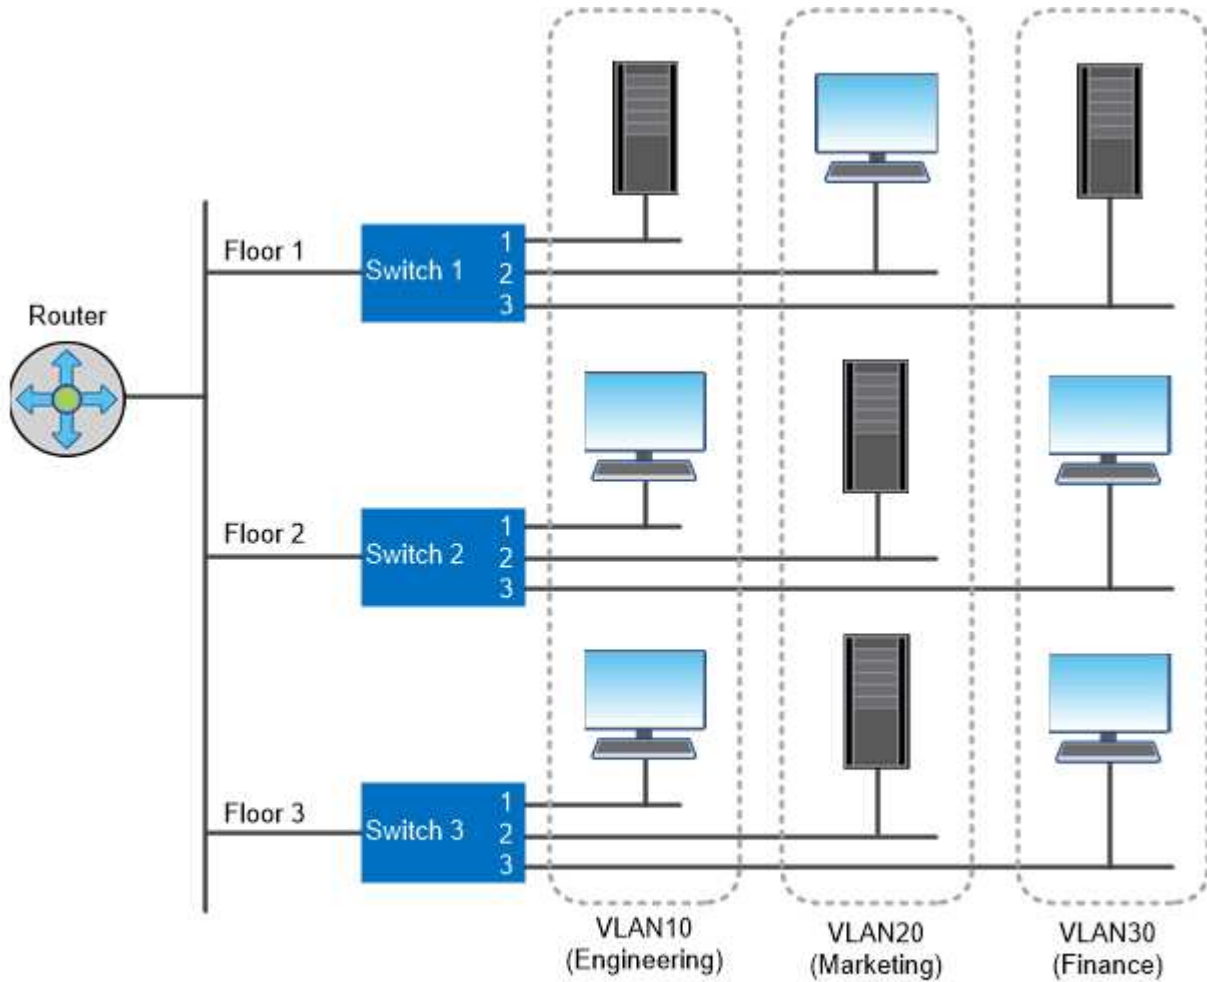 Floor 1
Switch 1
1
2
3
Router
Floor 2
Switch 2
1
2
3
Floor 3
Switch 3
1
2
3
VLAN10
(Engineering)
VLAN20
(Marketing)
VLAN30
(Finance)